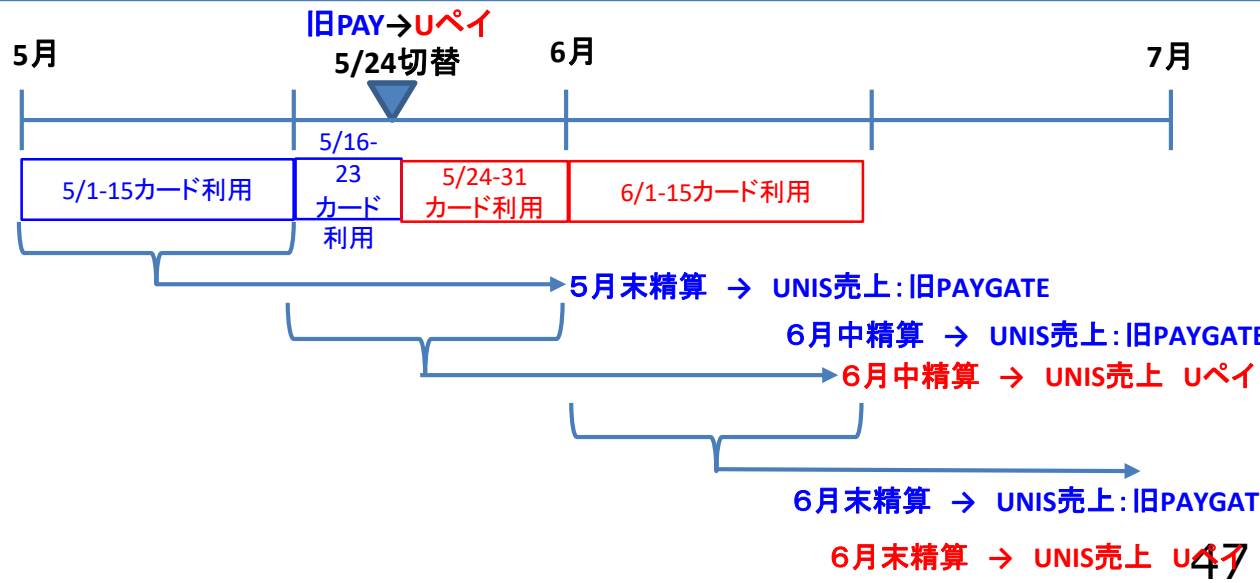 旧PAY→Uペイ
5/24切替
5月
6月
7月
5/1-15カード利用
5/16-
23
カード
利用
5/24-31
カード利用
6/1-15カード利用
5月末精算 → UNIS売上：旧PAYGATE
6月中精算 → UNIS売上：旧PAYGATE
6月中精算 → UNIS売上 Uペイ
6月末精算 → UNIS売上：旧PAYGAT
6月末精算 → UNIS売上 Uペイ
47